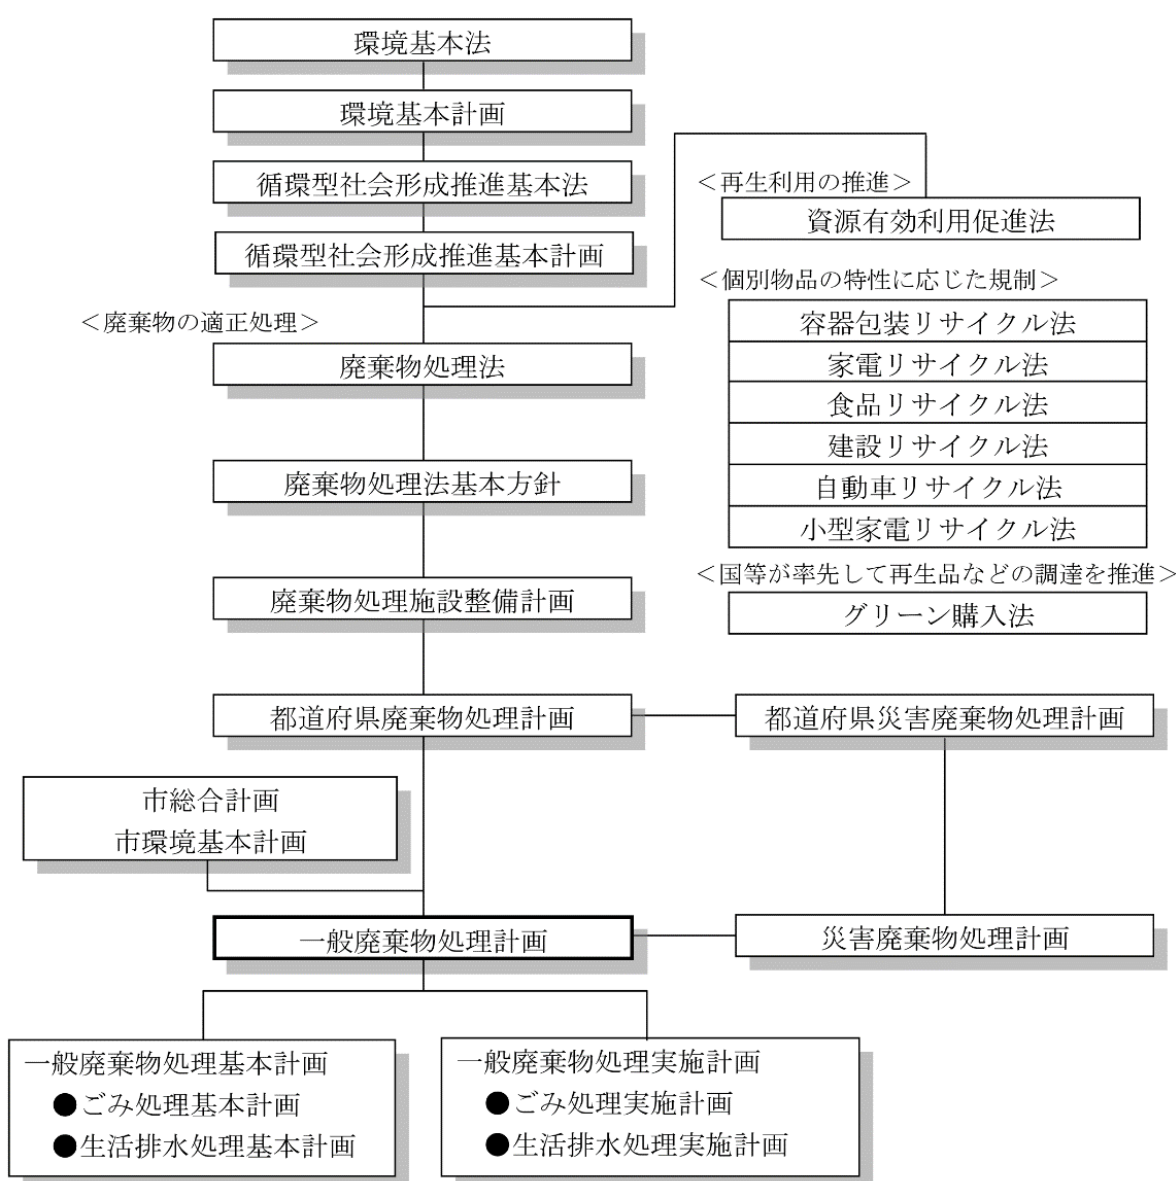 環境基本法
環境基本計画
循環型社会形成推進基本法
循環型社会形成推進基本計画
＜再生利用の推進＞
資源有効利用促進法
＜個別物品の特性に応じた規制＞
容器包装リサイクル法
家電リサイクル法
食品リサイクル法
建設リサイクル法
自動車リサイクル法
小型家電リサイクル法
＜国等が率先して再生品などの調達を推進＞
グリーン購入法
＜廃棄物の適正処理＞
廃棄物処理法
廃棄物処理法基本方針
廃棄物処理施設整備計画
都道府県廃棄物処理計画
都道府県災害廃棄物処理計画
市総合計画
市環境基本計画
一般廃棄物処理計画
災害廃棄物処理計画
一般廃棄物処理基本計画
●ごみ処理基本計画
●生活排水処理基本計画
一般廃棄物処理実施計画
●ごみ処理実施計画
●生活排水処理実施計画